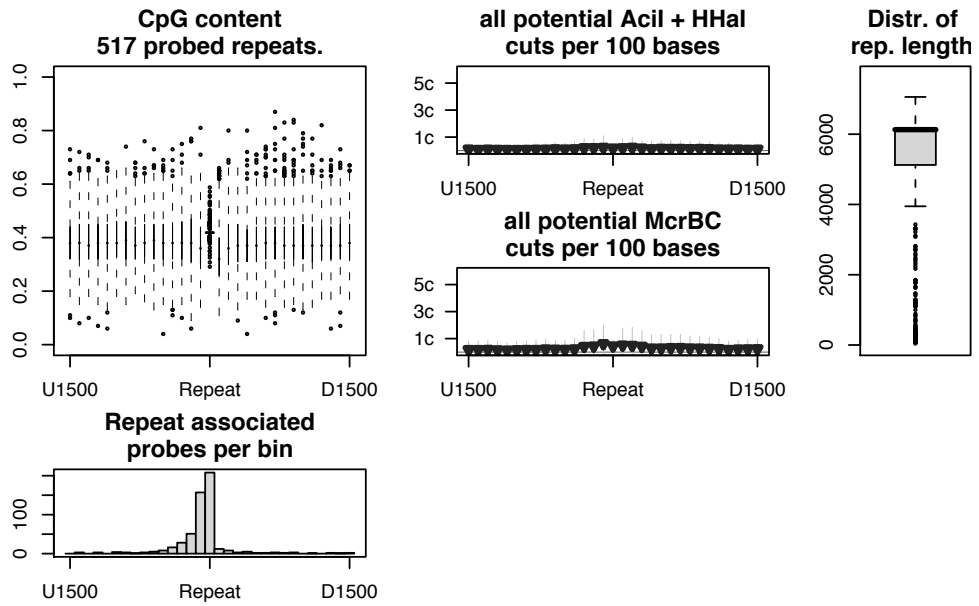 CpG content
517 probed repeats.
1.0
0.8
0.6
0.4
0.2
0.0
U1500 Repeat D1500
all potential AciI + HHaI
cuts per 100 bases
5c
3c
1c
U1500 Repeat D1500
all potential McrBC
cuts per 100 bases
5c
3c
1c
U1500 Repeat D1500
Distr. of
rep. length
6000
4000
2000
0
Repeat associated
probes per bin
100
0
U1500 Repeat D1500